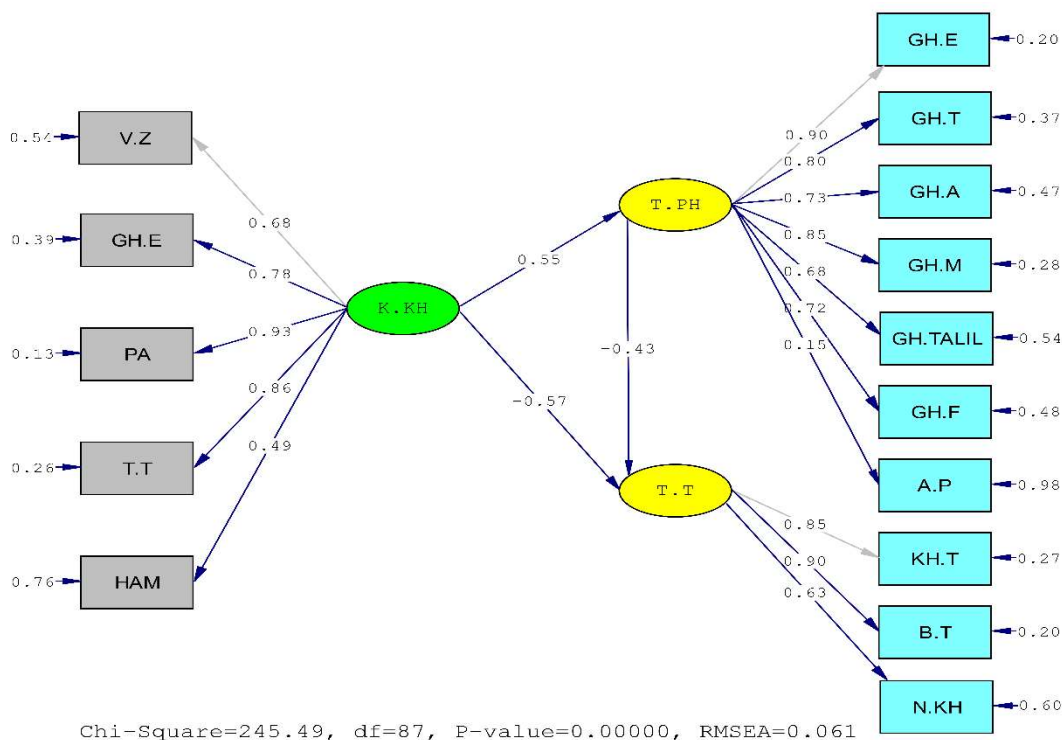 GH.E
0.20
GH.T
0.37
0.54
V.Z
0.90
0.80
GH.A
0.47
T.PH
0.73
0.68
0.39
GH.E
0.85
GH.M
0.28
0.55
0.68
0.78
K.KH
0.72
0.93
GH.TALIL
0.54
0.13
PA
-0.43
0.15
0.86
-0.57
GH.F
0.48
0.49
0.26
T.T
T.T
A.P
0.98
0.85
KH.T
0.27
0.90
0.76
HAM
0.63
B.T
0.20
N.KH
0.60
Chi-Square=245.49, df=87, P-value=0.00000, RMSEA=0.061